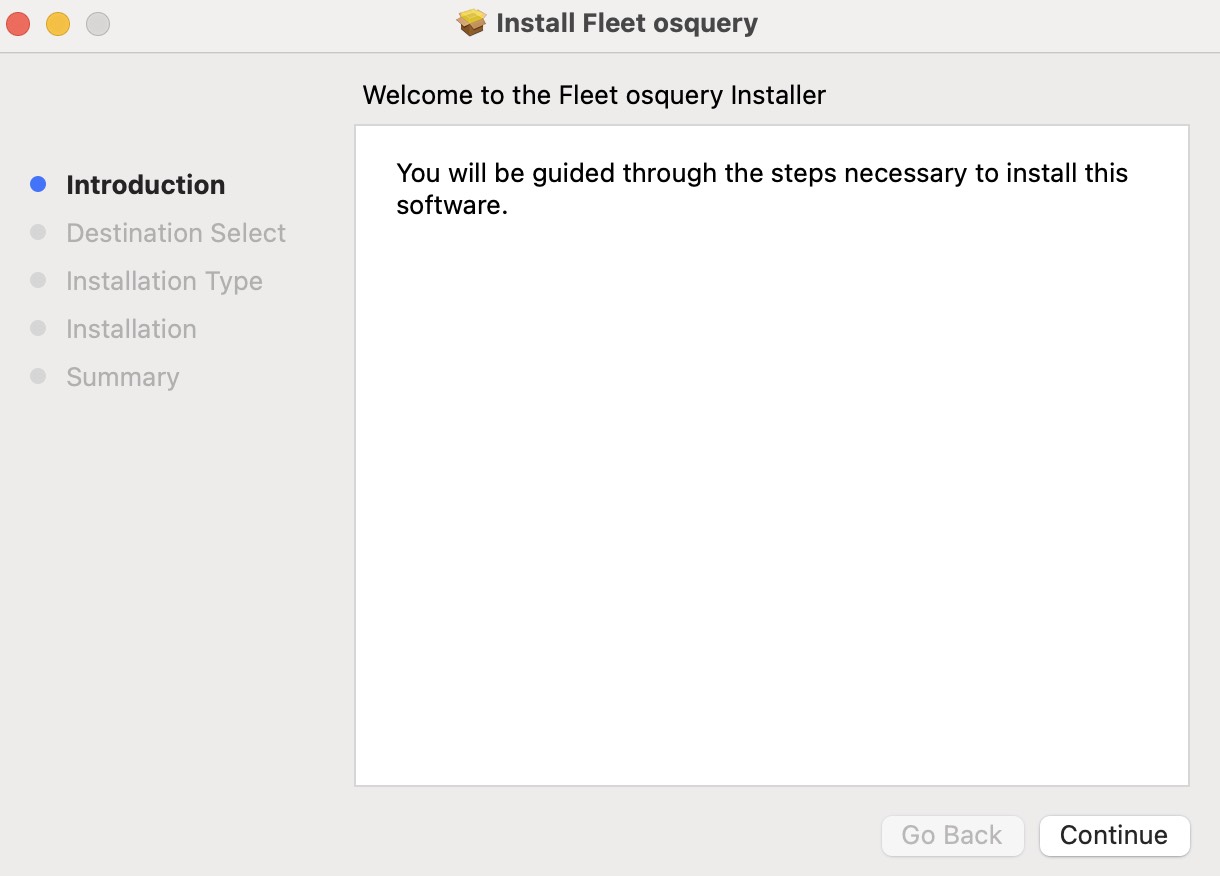 Install Fleet osquery
Welcome to the Fleet osquery Installer
Introduction
Destination Select
Installation Type
Installation
Summary
You will be guided through the steps necessary to install this
software.
Go Back
Continue